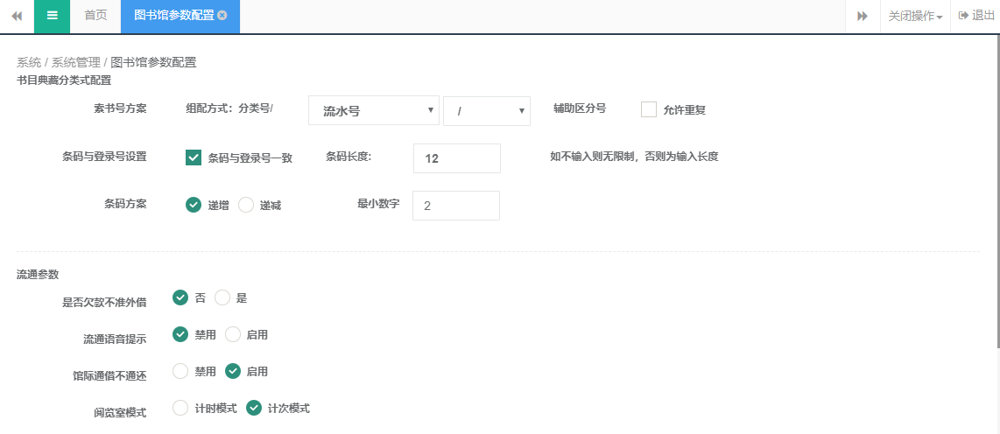 首页 图书馆参数配置 关闭操作 退出
系统 / 系统管理 / 图书馆参数配置
书目典藏分类式配置
索书号方案 组配方式：分类号/ 流水号 / 辅助区分号 允许重复
条码与登录号设置 条码与登录号一致 条码长度: 12 如不输入则无限制，否则为输入长度
条码方案 递增 递减 最小数字 2
流通参数
是否欠款不准外借 否 是
流通语音提示 禁用 启用
馆际通借不通还 禁用 启用
阅览室模式 计时模式 计次模式